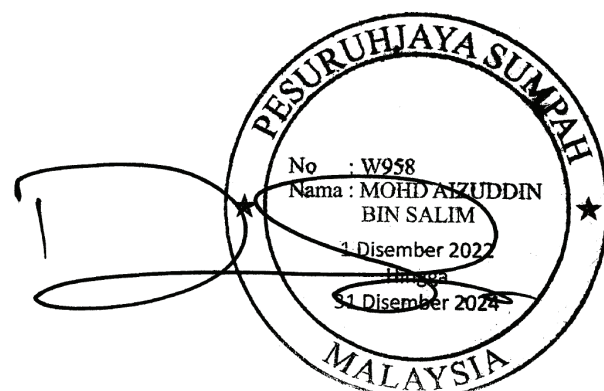 PESURUHJAYA SUMPAH
No : W958
Nama : MOHD AIZUDDIN
BIN SALIM
1 Disember 2022
Hingga
31 Disember 2024
MALAYSIA